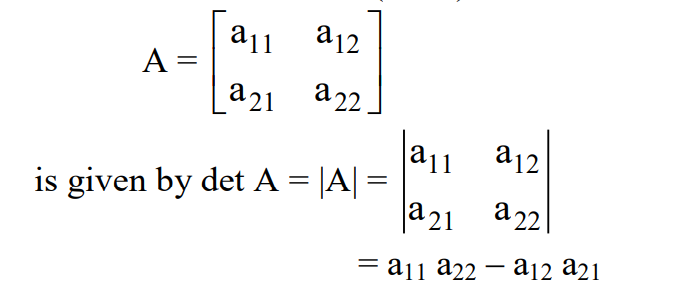 A = [a11 a12
a21 a22]
is given by det A = |A| = |a11 a12
a21 a22|
= a11 a22 – a12 a21